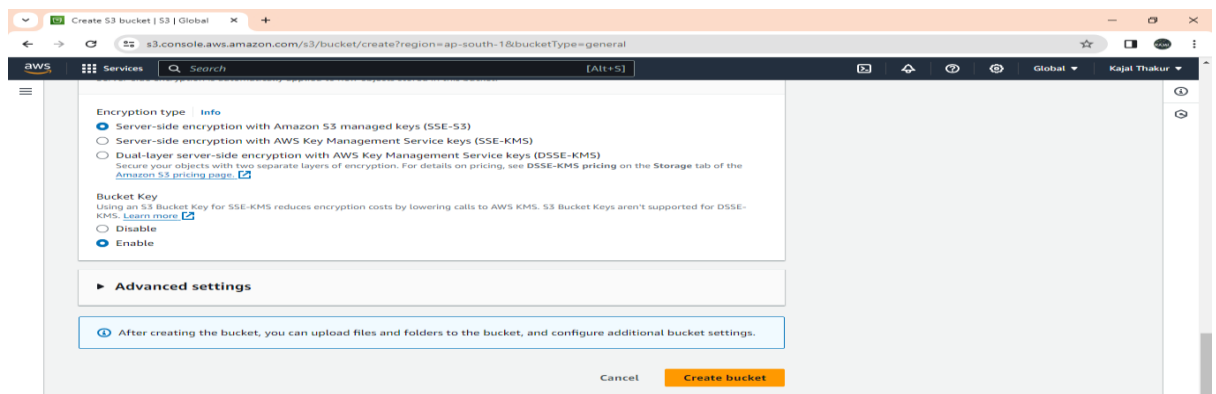 Create S3 bucket | S3 | Global
s3.console.aws.amazon.com/s3/bucket/create?region=ap-south-1&bucketType=general
aws Services Search [Alt+S] Global Kajal Thakur
Encryption type Info
Server-side encryption with Amazon S3 managed keys (SSE-S3)
Server-side encryption with AWS Key Management Service keys (SSE-KMS)
Dual-layer server-side encryption with AWS Key Management Service keys (DSSE-KMS)
Secure your objects with two separate layers of encryption. For details on pricing, see DSSE-KMS pricing on the Storage tab of the
Amazon S3 pricing page.
Bucket Key
Using an S3 Bucket Key for SSE-KMS reduces encryption costs by lowering calls to AWS KMS. S3 Bucket Keys aren't supported for DSSE-
KMS. Learn more
Disable
Enable
Advanced settings
After creating the bucket, you can upload files and folders to the bucket, and configure additional bucket settings.
Cancel Create bucket